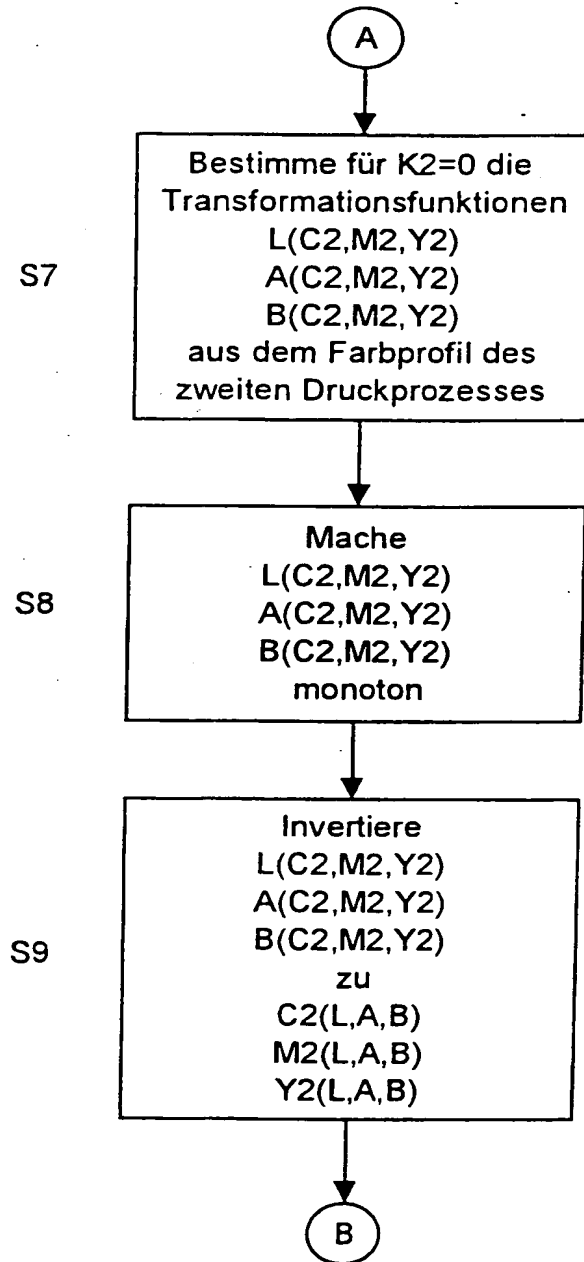 A
S7
Bestimme für K2=0 die
Transformationsfunktionen
L(C2,M2,Y2)
A(C2,M2,Y2)
B(C2,M2,Y2)
aus dem Farbprofil des
zweiten Druckprozesses
S8
Mache
L(C2,M2,Y2)
A(C2,M2,Y2)
B(C2,M2,Y2)
monoton
S9
Invertiere
L(C2,M2,Y2)
A(C2,M2,Y2)
B(C2,M2,Y2)
zu
C2(L,A,B)
M2(L,A,B)
Y2(L,A,B)
B